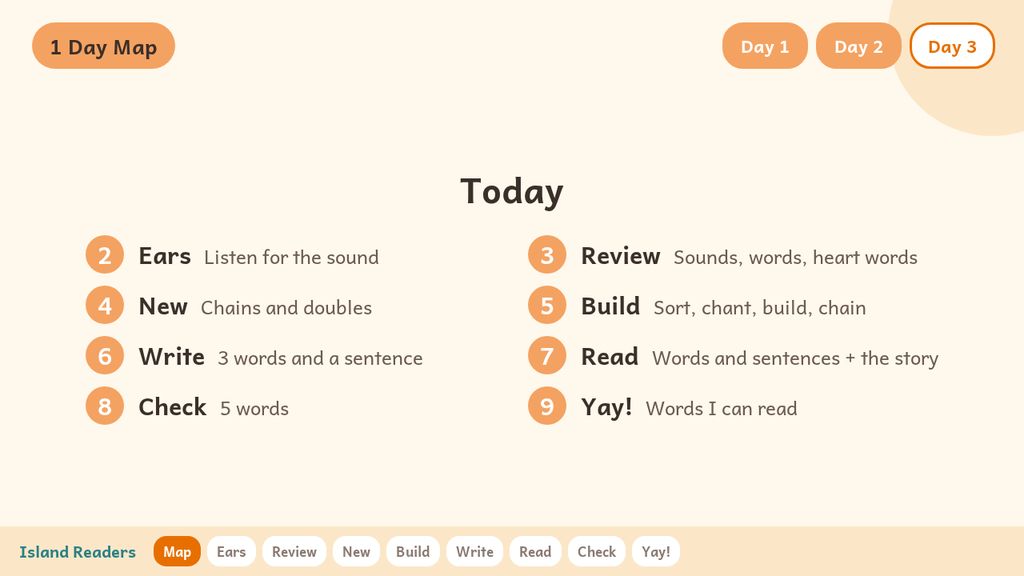 1 Day Map
Day 1 Day 2 Day 3
Today
2 Ears Listen for the sound
3 Review Sounds, words, heart words
4 New Chains and doubles
5 Build Sort, chant, build, chain
6 Write 3 words and a sentence
7 Read Words and sentences + the story
8 Check 5 words
9 Yay! Words I can read
Island Readers Map Ears Review New Build Write Read Check Yay!